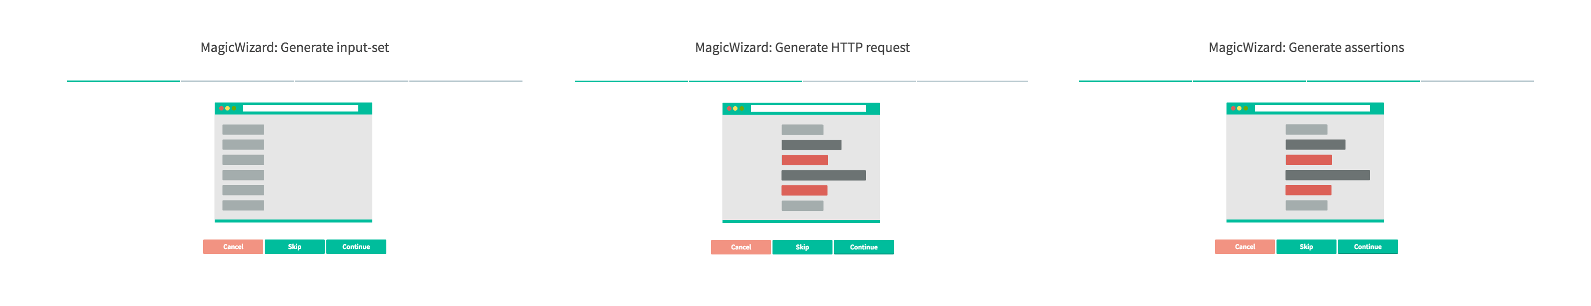 MagicWizard: Generate input-set
Cancel Skip Continue
MagicWizard: Generate HTTP request
Cancel Skip Continue
MagicWizard: Generate assertions
Cancel Skip Continue